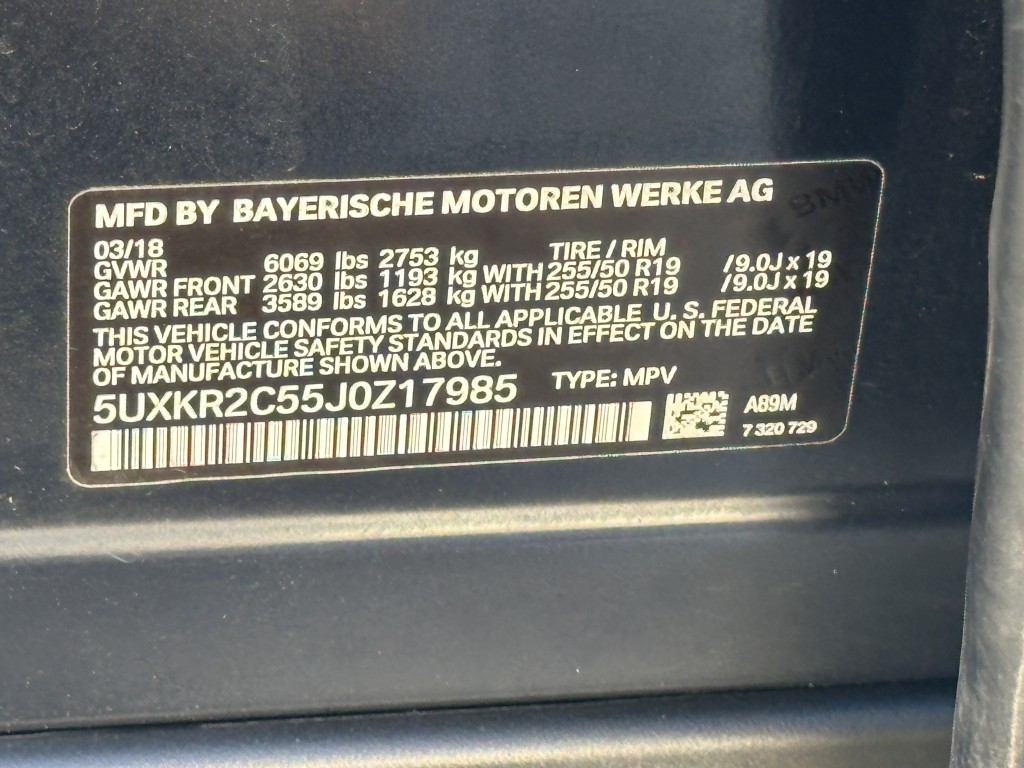 MFD BY BAYERISCHE MOTOREN WERKE AG
03/18 TIRE / RIM
GVWR 6069 lbs 2753 kg
GAWR FRONT 2630 lbs 1193 kg WITH 255/50 R19 /9.0J x 19
GAWR REAR 3589 lbs 1628 kg WITH 255/50 R19 /9.0J x 19
THIS VEHICLE CONFORMS TO ALL APPLICABLE U. S. FEDERAL
MOTOR VEHICLE SAFETY STANDARDS IN EFFECT ON THE DATE
OF MANUFACTURE SHOWN ABOVE.
5UXKR2C55J0Z17985 TYPE: MPV
A89M
7 320 729
BMW